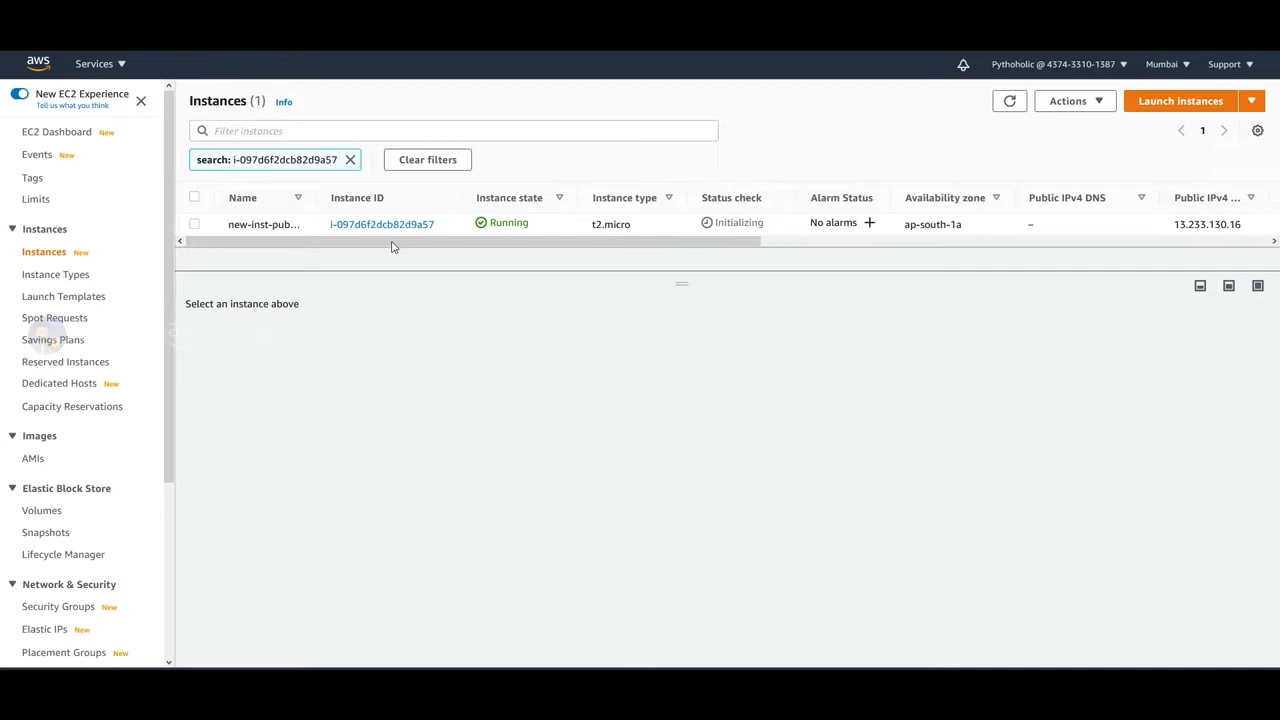 aws Services Pythoholic @ 4374-3310-1387 Mumbai Support
New EC2 Experience
Tell us what you think
EC2 Dashboard New
Events New
Tags
Limits
Instances
Instances New
Instance Types
Launch Templates
Spot Requests
Savings Plans
Reserved Instances
Dedicated Hosts New
Capacity Reservations
Images
AMIs
Elastic Block Store
Volumes
Snapshots
Lifecycle Manager
Network & Security
Security Groups New
Elastic IPs New
Placement Groups New
Instances (1) Info
Actions
Launch instances
Filter instances
1
search: i-097d6f2dcb82d9a57
Clear filters
Name Instance ID Instance state Instance type Status check Alarm Status Availability zone Public IPv4 DNS Public IPv4 ...
new-inst-pub... i-097d6f2dcb82d9a57 Running t2.micro Initializing No alarms + ap-south-1a – 13.233.130.16
Select an instance above